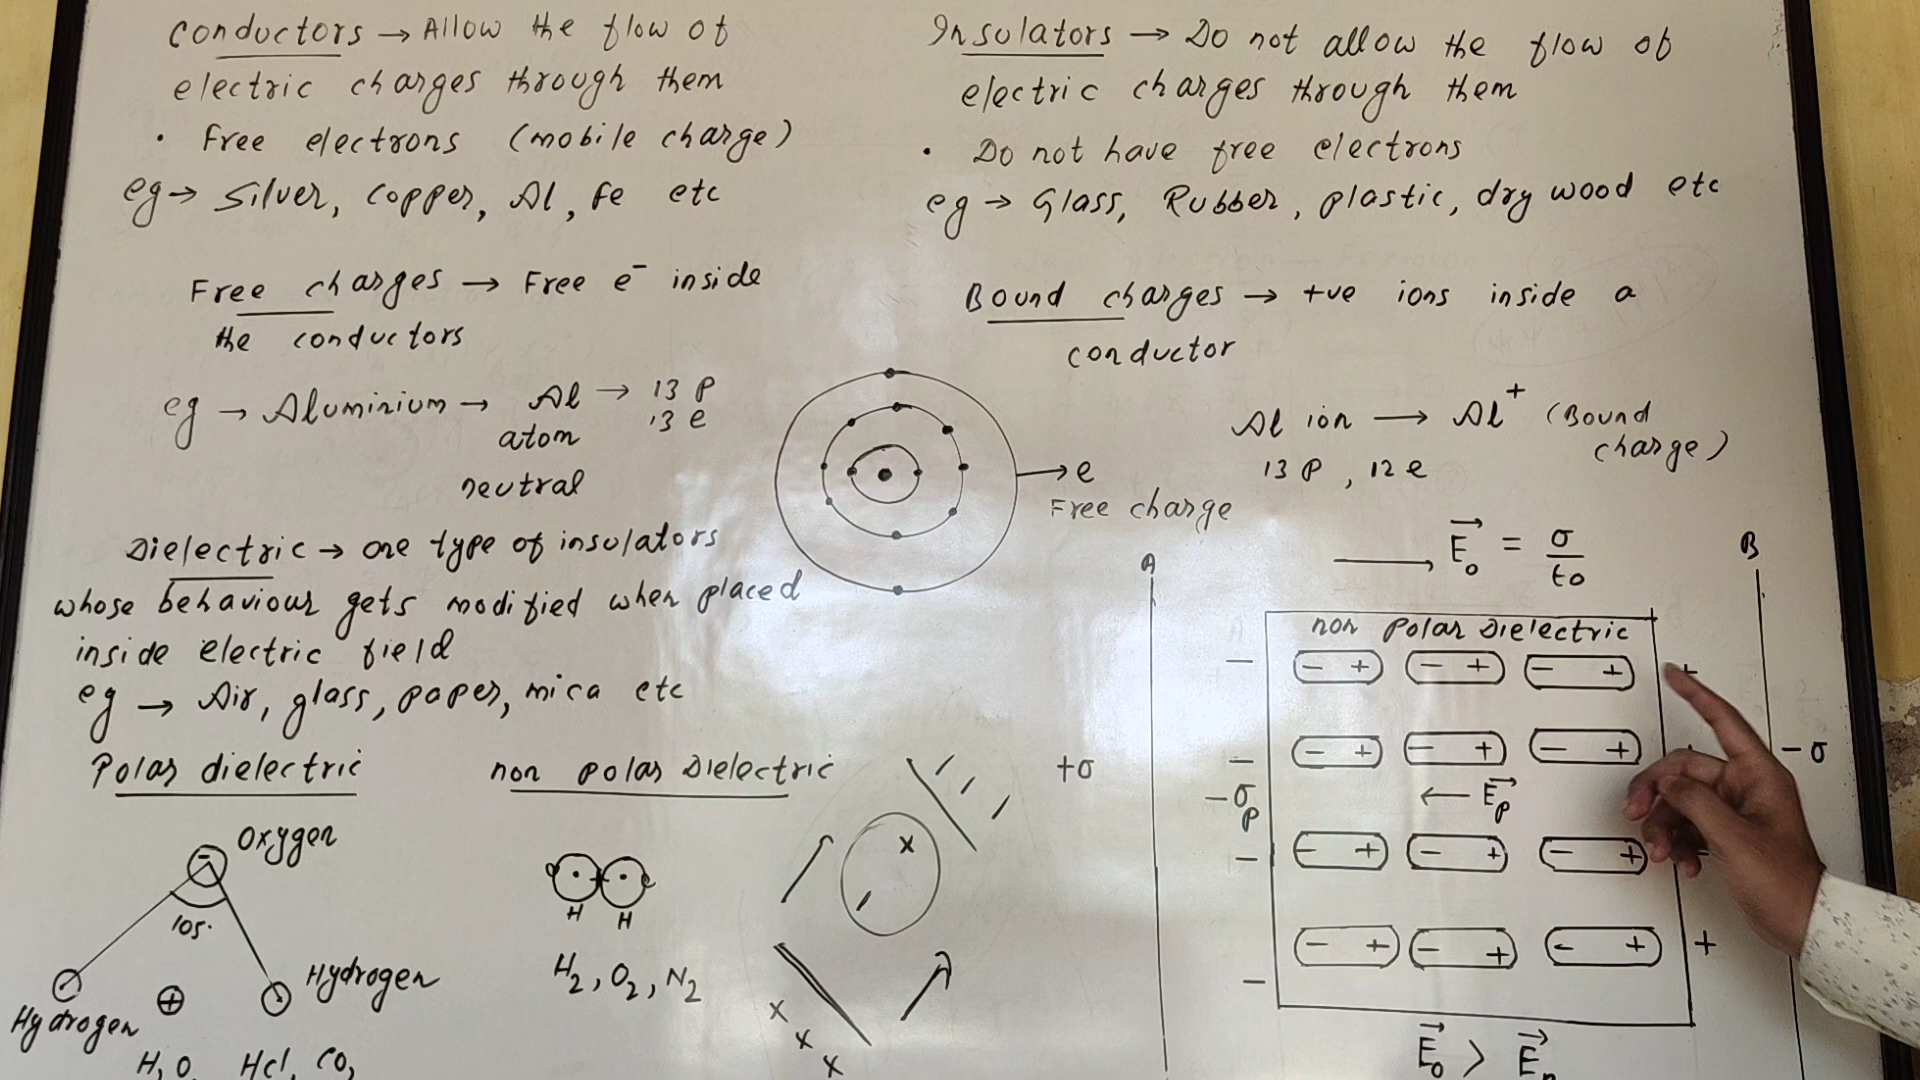 Conductors → Allow the flow of
electric charges through them
• Free electrons (mobile charge)
eg → Silver, Copper, Al, Fe etc
Insulators → Do not allow the flow of
electric charges through them
• Do not have free electrons
eg → Glass, Rubber, plastic, dry wood etc
Free charges → Free e⁻ inside
the conductors
Bound charges → +ve ions inside a
conductor
eg → Aluminium → Al → 13 P
atom 13 e
neutral
→ e
Free charge
Al ion → Al⁺ (Bound
charge)
13 P, 12 e
Dielectric → one type of insulators
whose behaviour gets modified when placed
inside electric field
eg → Air, glass, paper, mica etc
Polar dielectric
Oxygen
-
105.
Hydrogen
Hydrogen
+
H₂O HCl, CO₂
non polar Dielectric
H H
H₂, O₂, N₂
x
x
x
x
→ E₀ = σ/ε₀
A
B
non Polar Dielectric
- - + - + - + +
- - + - + - +
+σ
-σ
-σp
← Ep
- - + - + - +
- + - + - + +
-
E₀ > Ep